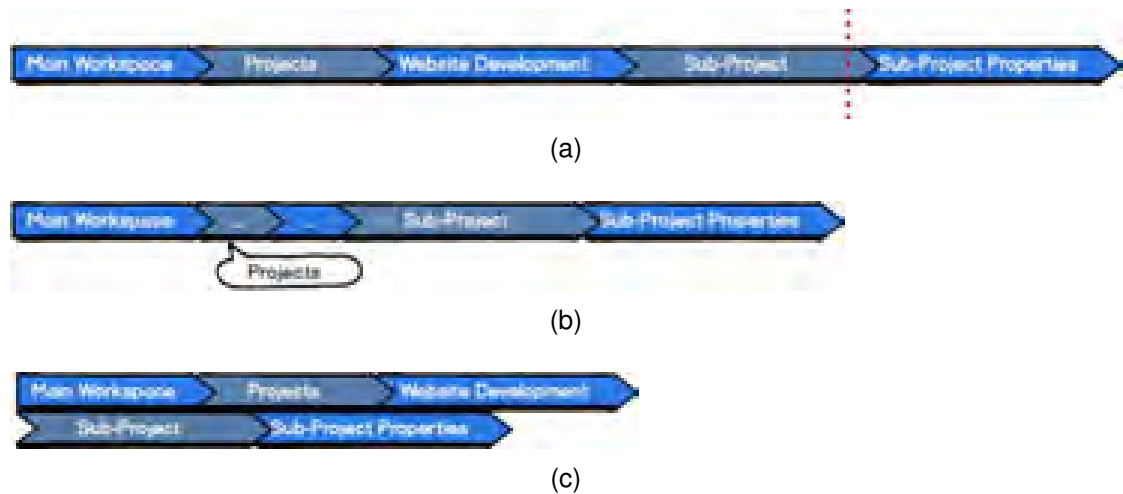 Main Workspace Projects Website Development Sub-Project Sub-Project Properties
(a)
Main Workspace ... ... Sub-Project Sub-Project Properties
Projects
(b)
Main Workspace Projects Website Development
Sub-Project Sub-Project Properties
(c)